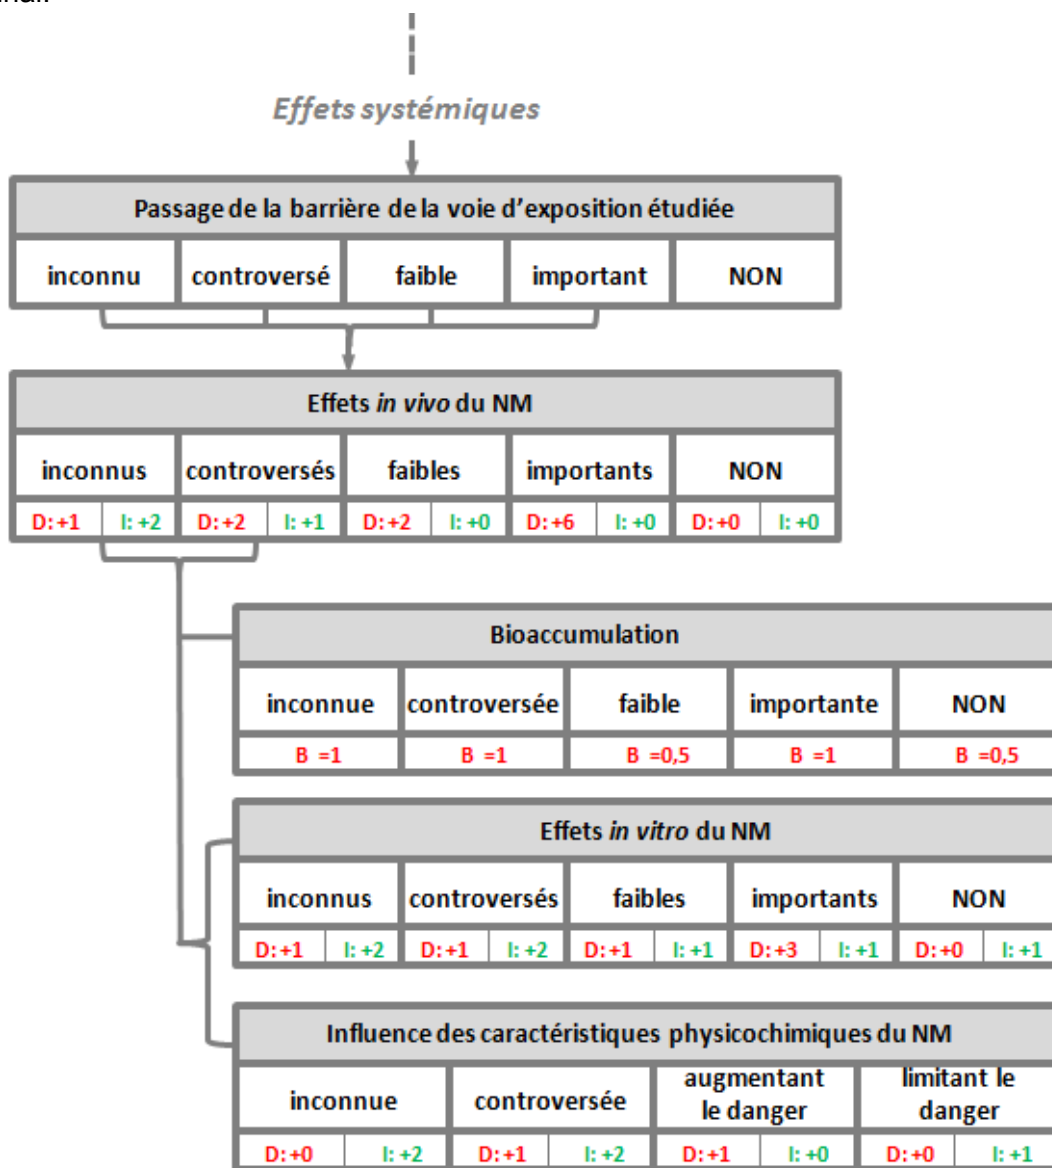 Effets systémiques
Passage de la barrière de la voie d'exposition étudiée
inconnu controversé faible important NON
Effets in vivo du NM
inconnus controversés faibles importants NON
D: +1 I: +2 D: +2 I: +1 D: +2 I: +0 D: +6 I: +0 D: +0 I: +0
Bioaccumulation
inconnue controversée faible importante NON
B =1 B =1 B =0,5 B =1 B =0,5
Effets in vitro du NM
inconnus controversés faibles importants NON
D: +1 I: +2 D: +1 I: +2 D: +1 I: +1 D: +3 I: +1 D: +0 I: +1
Influence des caractéristiques physicochimiques du NM
inconnue controversée augmentant le danger limitant le danger
D: +0 I: +2 D: +1 I: +2 D: +1 I: +0 D: +0 I: +1